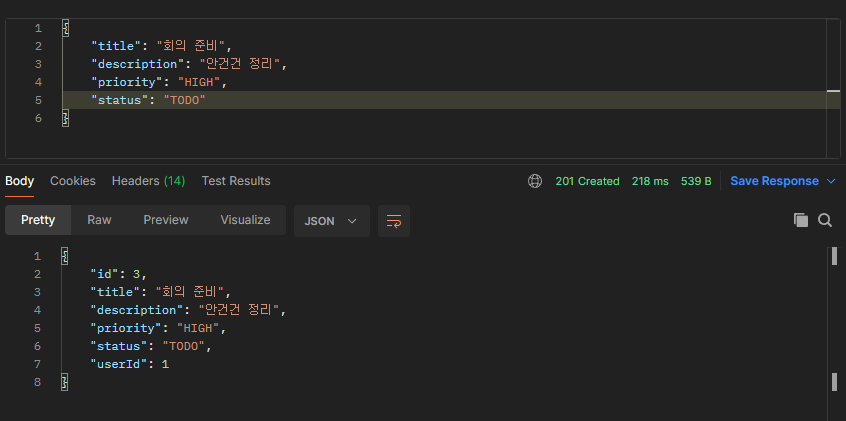 1 {
2 "title": "회의 준비",
3 "description": "안건건 정리",
4 "priority": "HIGH",
5 "status": "TODO"
6 }
Body Cookies Headers (14) Test Results 201 Created 218 ms 539 B Save Response
Pretty Raw Preview Visualize JSON
1 {
2 "id": 3,
3 "title": "회의 준비",
4 "description": "안건건 정리",
5 "priority": "HIGH",
6 "status": "TODO",
7 "userId": 1
8 }